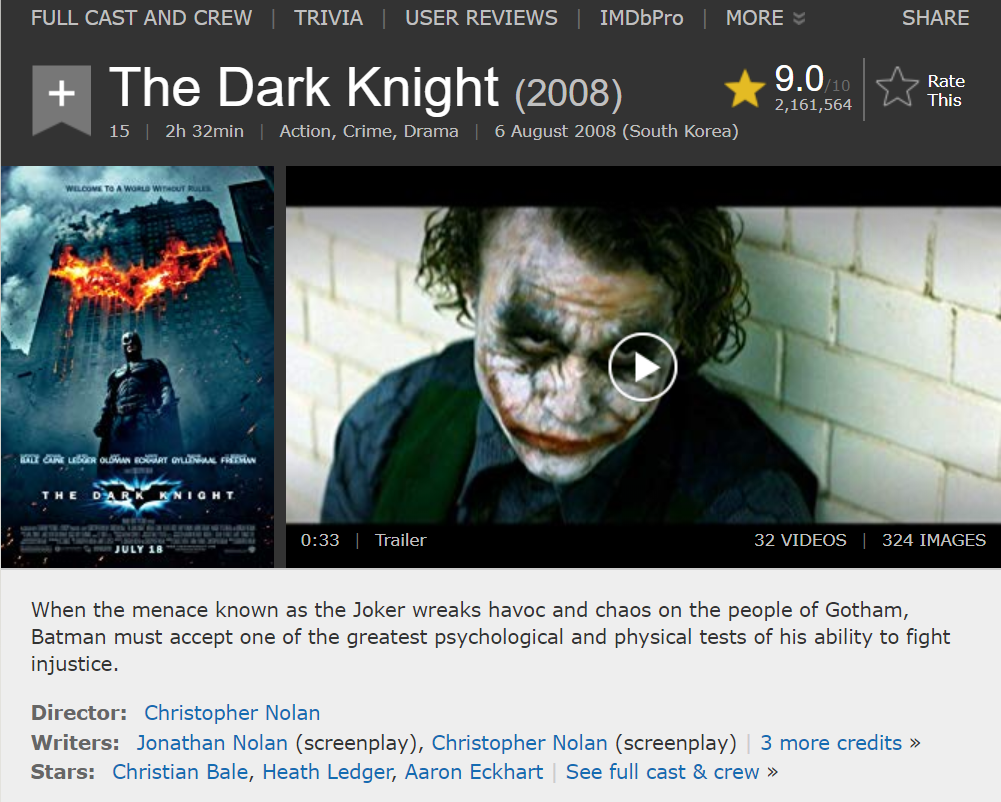 FULL CAST AND CREW | TRIVIA | USER REVIEWS | IMDbPro | MORE SHARE
+ The Dark Knight (2008) 9.0/10 Rate
2,161,564 This
15 | 2h 32min | Action, Crime, Drama | 6 August 2008 (South Korea)
WELCOME TO A WORLD WITHOUT RULES.
BALE CAINE LEDGER OLDMAN ECKHART GYLLENHAAL FREEMAN
THE DARK KNIGHT
JULY 18
0:33 | Trailer 32 VIDEOS | 324 IMAGES
When the menace known as the Joker wreaks havoc and chaos on the people of Gotham,
Batman must accept one of the greatest psychological and physical tests of his ability to fight
injustice.
Director: Christopher Nolan
Writers: Jonathan Nolan (screenplay), Christopher Nolan (screenplay) | 3 more credits »
Stars: Christian Bale, Heath Ledger, Aaron Eckhart | See full cast & crew »